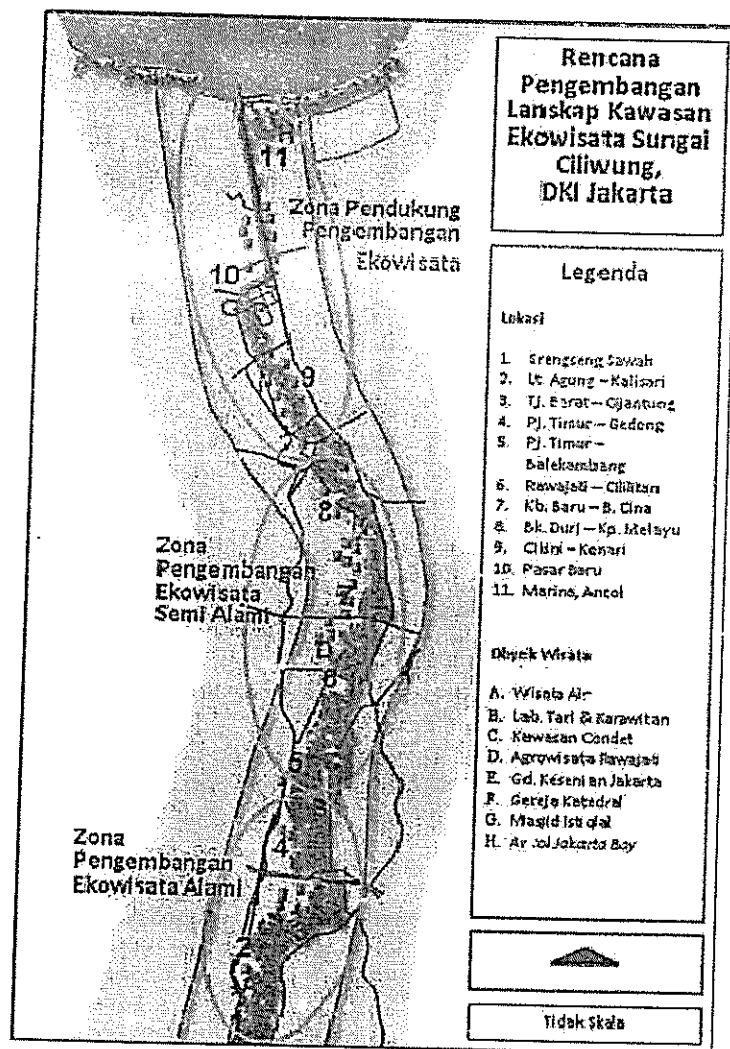 Rencana
Pengembangan
Lanskap Kawasan
Ekowisata Sungai
Ciliwung,
DKI Jakarta
Legenda
Lokasi
1. Srengseng Sawah
2. Lt. Agung – Kalisari
3. Tj. Barat – Cijantung
4. Pj. Timur – Gedong
5. Pj. Timur –
Balekambang
6. Rawajati – Cililitan
7. Kb. Baru – B. Cina
8. Bk. Duri – Kp. Melayu
9. Cikini – Kenari
10. Pasar Baru
11. Marina, Ancol
Obyek Wisata
A. Wisata Air
B. Lab. Tari & Karawitan
C. Kawasan Condet
D. Agrowisata Rawajati
E. Gd. Kesenian Jakarta
F. Gereja Katedral
G. Masjid Istiqlal
H. Ancol Jakarta Bay
Tidak Skala
11
Zona Pendukung
Pengembangan
Ekowisata
10
G
9
8
Zona
Pengembangan
Ekowisata
Semi Alami
7
D
6
5
Zona
Pengembangan
Ekowisata Alami
4
2